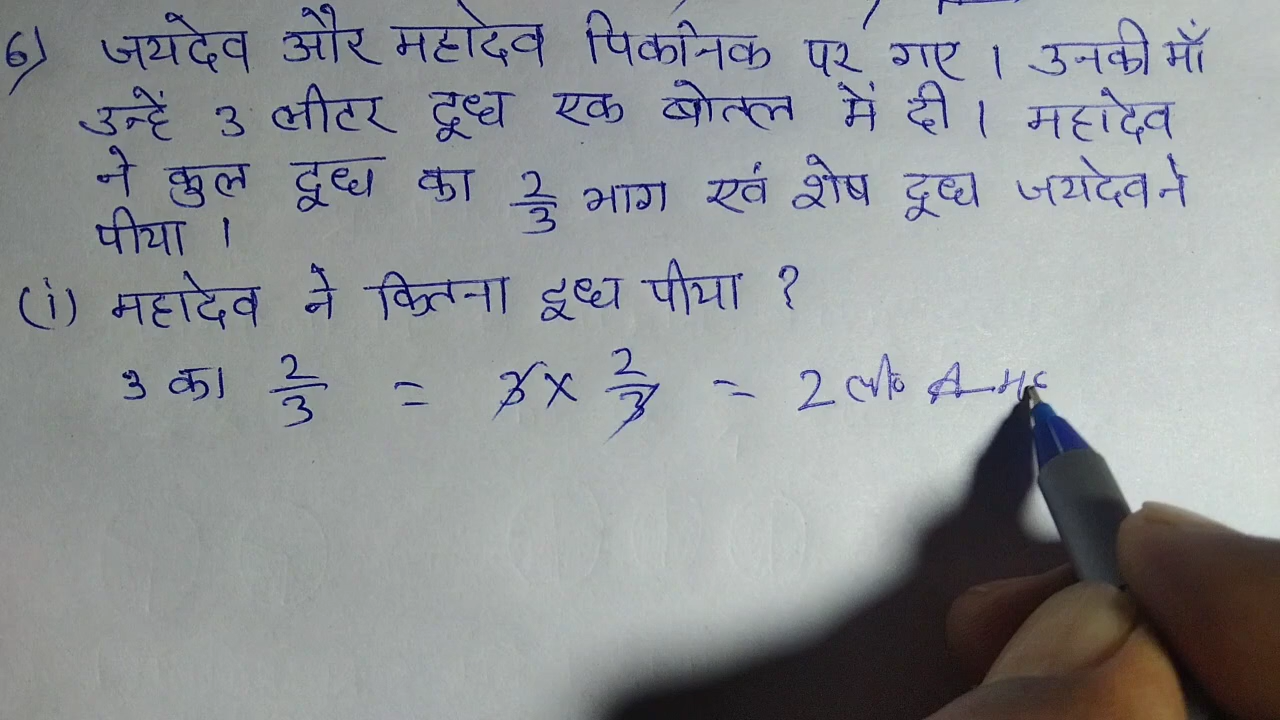 6) जयदेव और महादेव पिकनिक पर गए । उनकी माँ
उन्हें 3 लीटर दूध एक बोतल में दी । महादेव
ने कुल दूध का 2/3 भाग एवं शेष दूध जयदेव ने
पीया ।
(i) महादेव ने कितना दूध पीया ?
3 का 2/3 = 3 × 2/3 = 2 ली० Ans